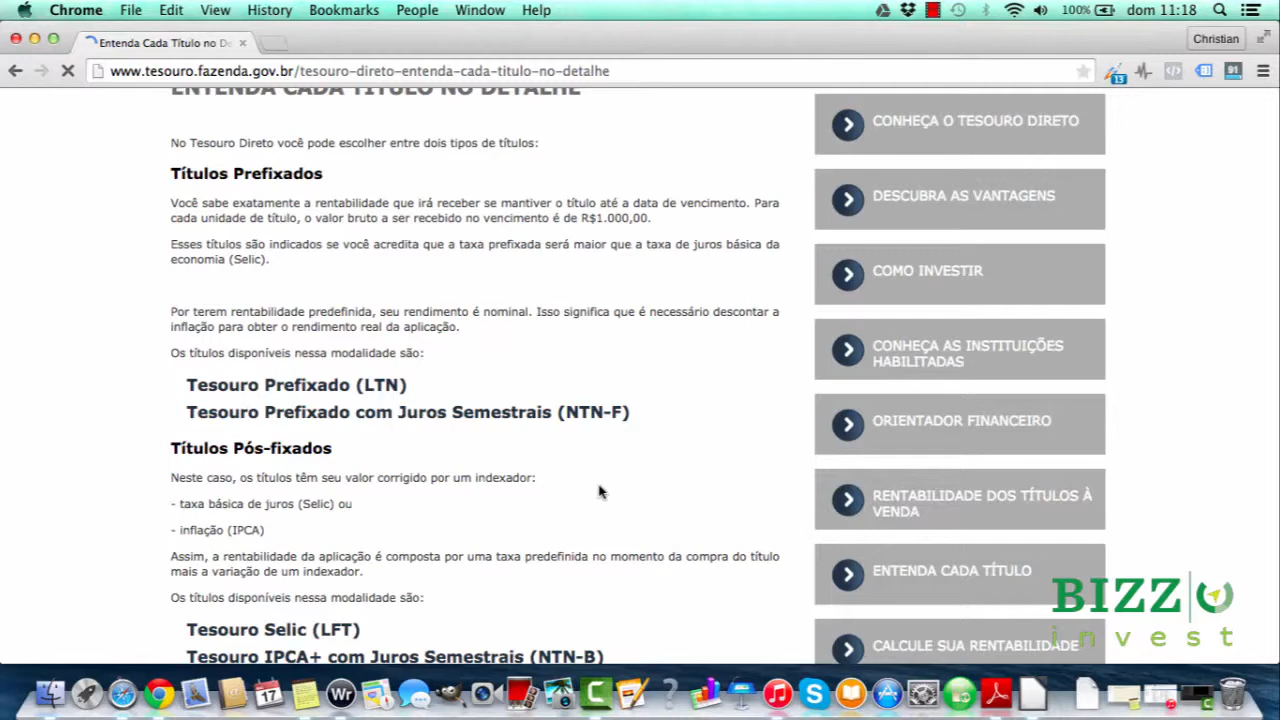 Chrome File Edit View History Bookmarks People Window Help 100% dom 11:18
Entenda Cada Título no De
Christian
www.tesouro.fazenda.gov.br/tesouro-direto-entenda-cada-titulo-no-detalhe
13
91
ENTENDA CADA TÍTULO NO DETALHE
No Tesouro Direto você pode escolher entre dois tipos de títulos:
Títulos Prefixados
Você sabe exatamente a rentabilidade que irá receber se mantiver o título até a data de vencimento. Para
cada unidade de título, o valor bruto a ser recebido no vencimento é de R$1.000,00.
Esses títulos são indicados se você acredita que a taxa prefixada será maior que a taxa de juros básica da
economia (Selic).
Por terem rentabilidade predefinida, seu rendimento é nominal. Isso significa que é necessário descontar a
inflação para obter o rendimento real da aplicação.
Os títulos disponíveis nessa modalidade são:
Tesouro Prefixado (LTN)
Tesouro Prefixado com Juros Semestrais (NTN-F)
Títulos Pós-fixados
Neste caso, os títulos têm seu valor corrigido por um indexador:
- taxa básica de juros (Selic) ou
- inflação (IPCA)
Assim, a rentabilidade da aplicação é composta por uma taxa predefinida no momento da compra do título
mais a variação de um indexador.
Os títulos disponíveis nessa modalidade são:
Tesouro Selic (LFT)
Tesouro IPCA+ com Juros Semestrais (NTN-B)
CONHEÇA O TESOURO DIRETO
DESCUBRA AS VANTAGENS
COMO INVESTIR
CONHEÇA AS INSTITUIÇÕES
HABILITADAS
ORIENTADOR FINANCEIRO
RENTABILIDADE DOS TÍTULOS À
VENDA
ENTENDA CADA TÍTULO
CALCULE SUA RENTABILIDADE
BIZZ
invest
17
Wr